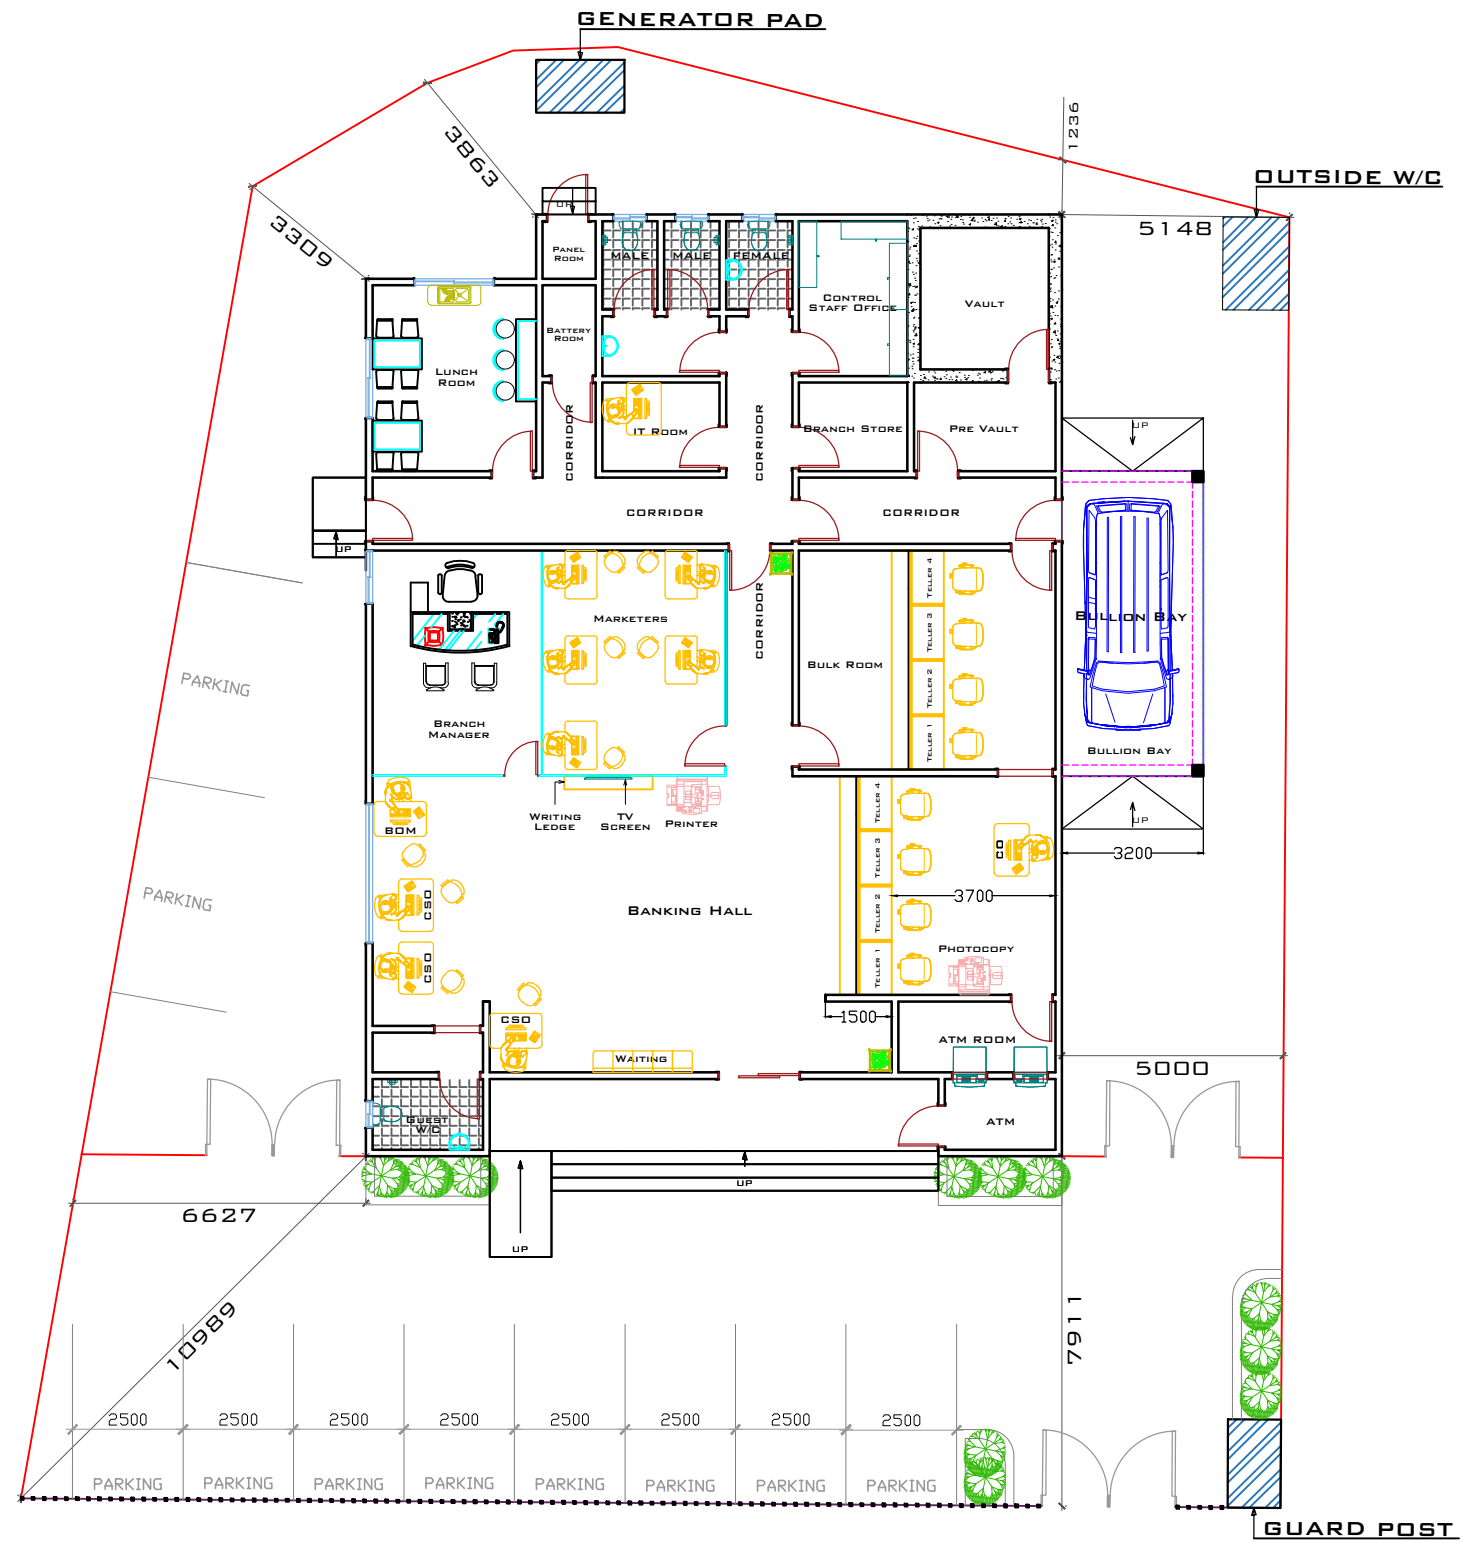 GENERATOR PAD
1236
3863
OUTSIDE W/C
3309
5148
UP
PANEL
ROOM
MALE
MALE
FEMALE
CONTROL
STAFF OFFICE
VAULT
BATTERY
ROOM
LUNCH
ROOM
CORRIDOR
IT ROOM
CORRIDOR
BRANCH STORE
PRE VAULT
UP
CORRIDOR
CORRIDOR
UP
MARKETERS
CORRIDOR
BULK ROOM
TELLER 4
TELLER 3
TELLER 2
TELLER 1
BULLION BAY
BULLION BAY
PARKING
BRANCH
MANAGER
WRITING
LEDGE
TV
SCREEN
PRINTER
BOM
TELLER 4
TELLER 3
TELLER 2
TELLER 1
CO
UP
3200
PARKING
CSO
BANKING HALL
3700
CSO
PHOTOCOPY
CSO
1500
WAITING
ATM ROOM
5000
GUEST
W/C
ATM
UP
6627
UP
10989
7911
2500
2500
2500
2500
2500
2500
2500
2500
PARKING
PARKING
PARKING
PARKING
PARKING
PARKING
PARKING
PARKING
GUARD POST